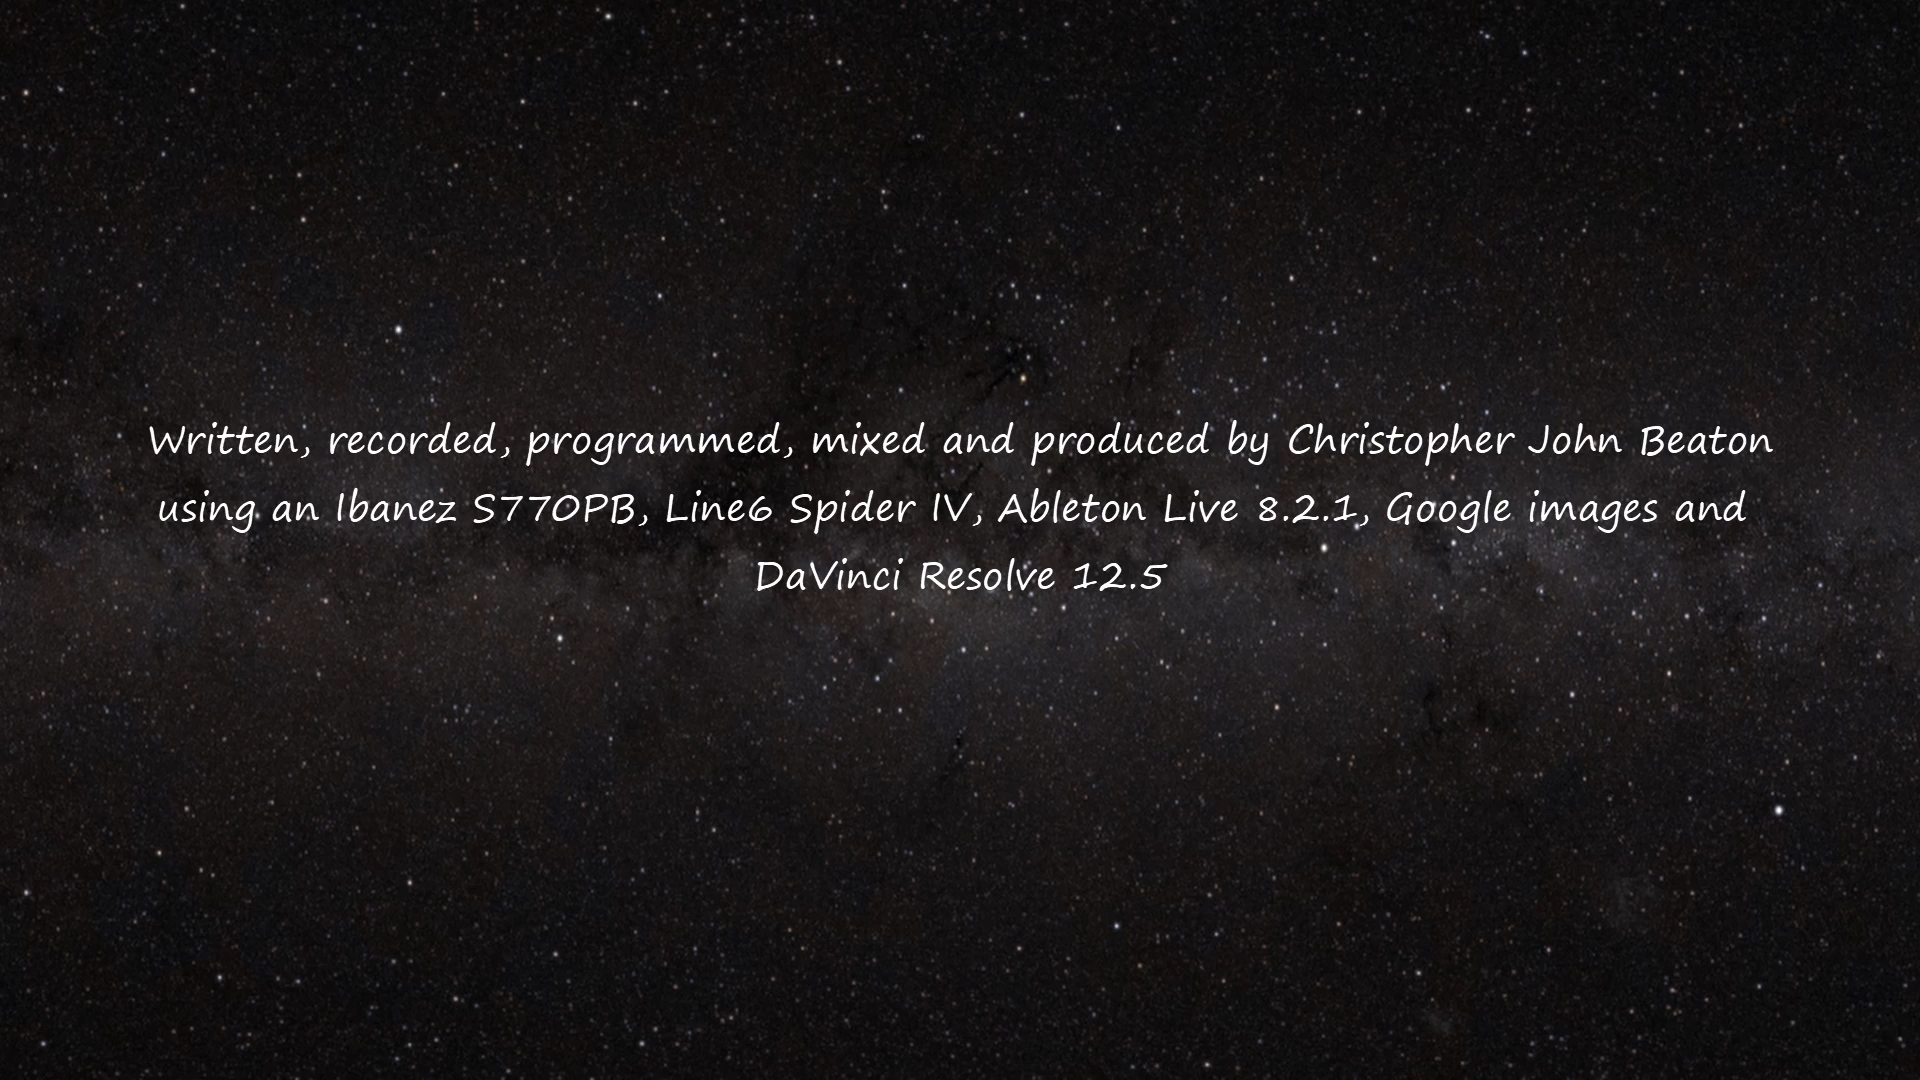 Written, recorded, programmed, mixed and produced by Christopher John Beaton
using an Ibanez S770PB, Line6 Spider IV, Ableton Live 8.2.1, Google images and
DaVinci Resolve 12.5